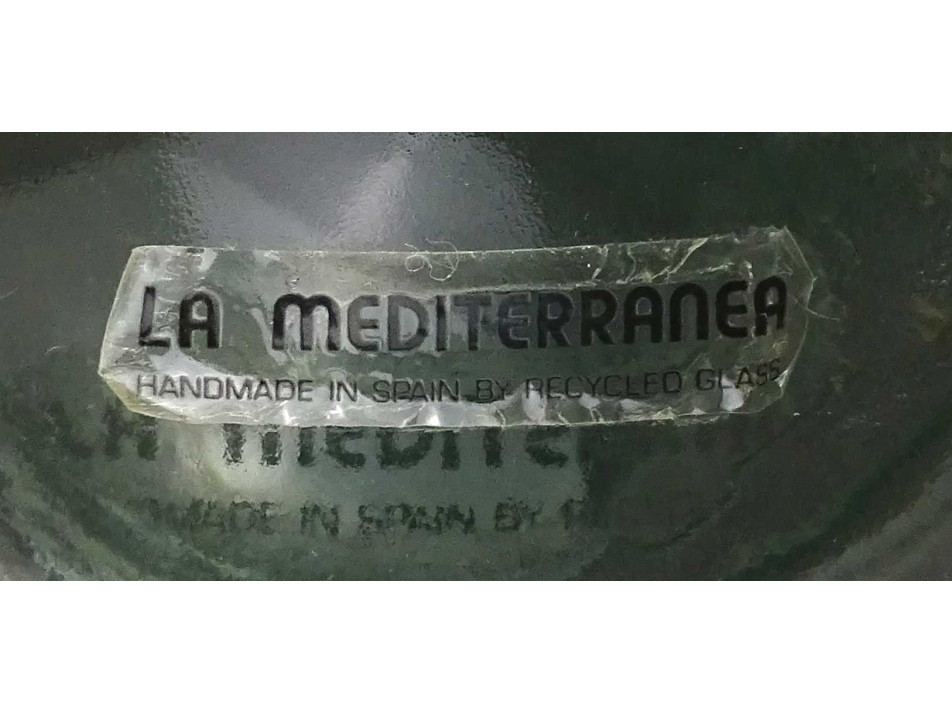 LA MEDITERRANEA
HANDMADE IN SPAIN BY RECYCLED GLASS